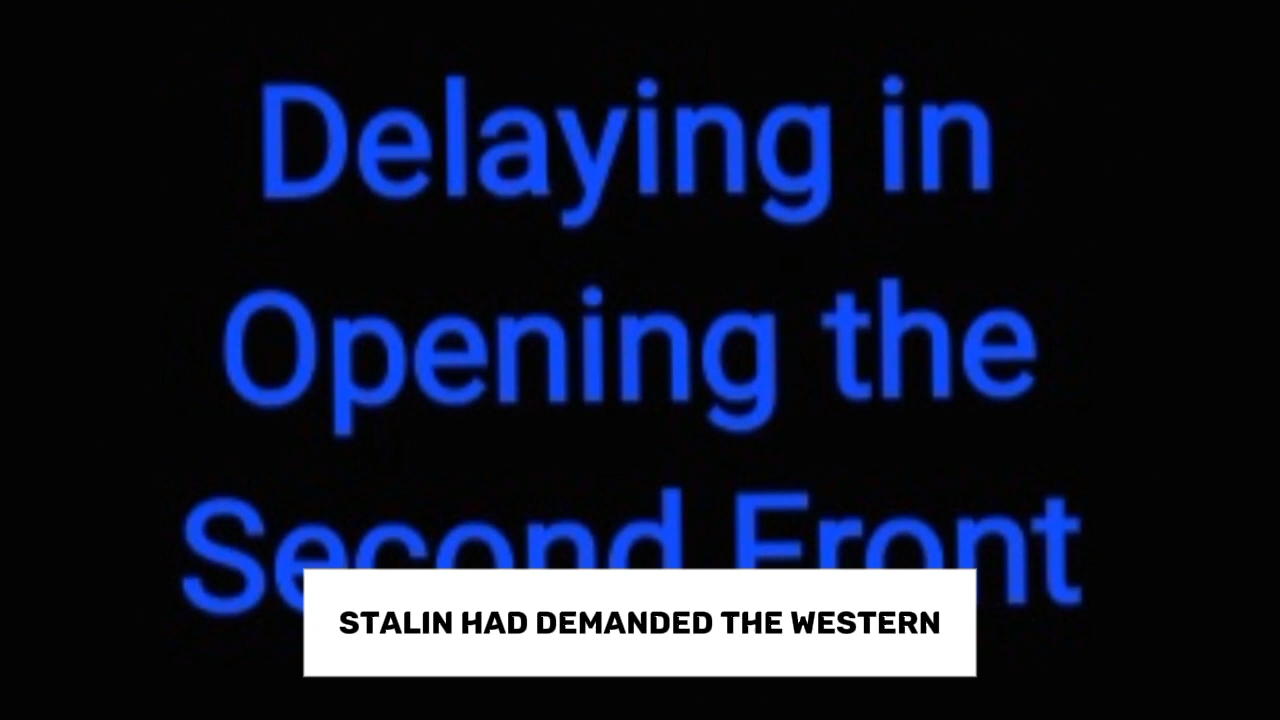 Delaying in
Opening the
Second Front
STALIN HAD DEMANDED THE WESTERN